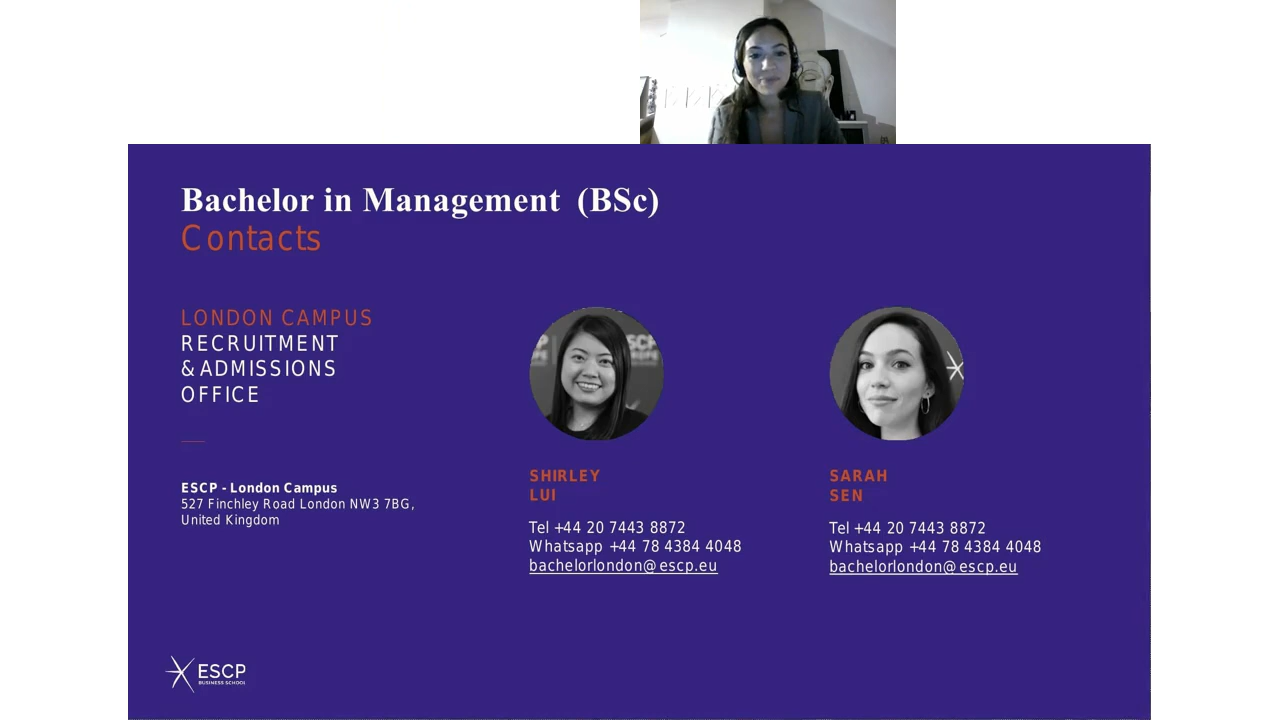 Bachelor in Management (BSc)
Contacts
LONDON CAMPUS
RECRUITMENT
& ADMISSIONS
OFFICE
ESCP - London Campus
527 Finchley Road London NW3 7BG,
United Kingdom
SHIRLEY
LUI
Tel +44 20 7443 8872
Whatsapp +44 78 4384 4048
bachelorlondon@escp.eu
SARAH
SEN
Tel +44 20 7443 8872
Whatsapp +44 78 4384 4048
bachelorlondon@escp.eu
ESCP
BUSINESS SCHOOL